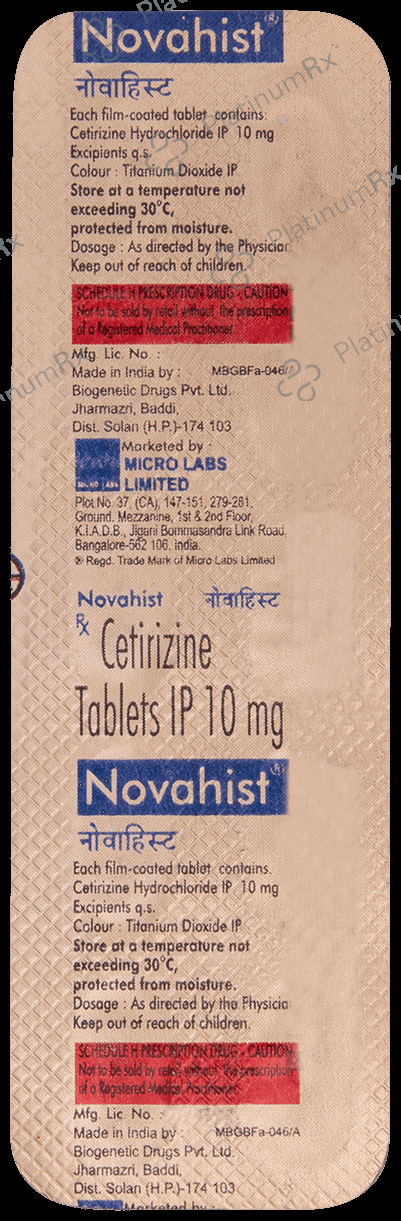 Novahist®
नोवाहिस्ट
Each film-coated tablet contains:
Cetirizine Hydrochloride IP 10 mg
Excipients q.s.
Colour : Titanium Dioxide IP
Store at a temperature not
exceeding 30°C,
protected from moisture.
Dosage : As directed by the Physician
Keep out of reach of children.
SCHEDULE H PRESCRIPTION DRUG - CAUTION
Not to be sold by retail without the prescription
of a Registered Medical Practitioner.
Mfg. Lic. No. :
Made in India by : MBGBFa-046/A
Biogenetic Drugs Pvt. Ltd.
Jharmazri, Baddi,
Dist. Solan (H.P.)-174 103
Marketed by :
MICRO LABS
LIMITED
MICRO LABS
Plot No. 37, (CA), 147-151, 279-281,
Ground, Mezzanine, 1st & 2nd Floor,
K.I.A.D.B., Jigani Bommasandra Link Road,
Bangalore-562 106. India.
® Regd. Trade Mark of Micro Labs Limited
Novahist नोवाहिस्ट
Rx
Cetirizine
Tablets IP 10 mg
Novahist®
नोवाहिस्ट
Each film-coated tablet contains.
Cetirizine Hydrochloride IP 10 mg
Excipients q.s.
Colour : Titanium Dioxide IP
Store at a temperature not
exceeding 30°C,
protected from moisture.
Dosage : As directed by the Physicia
Keep out of reach of children.
SCHEDULE H PRESCRIPTION DRUG - CAUTION
Not to be sold by retail without the prescription
of a Registered Medical Practitioner.
Mfg. Lic. No. :
Made in India by : MBGBFa-046/A
Biogenetic Drugs Pvt. Ltd.
Jharmazri, Baddi,
Dist. Solan (H.P.)-174 103
Marketed by :
PlatinumRx
PlatinumRx